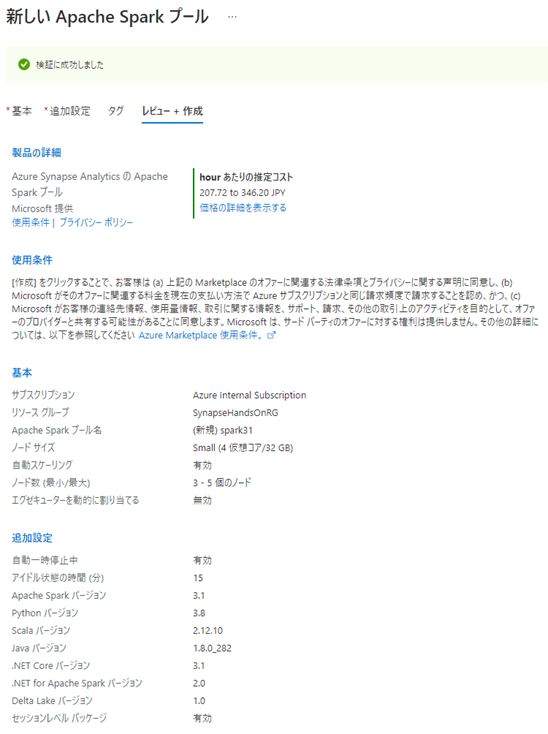 新しい Apache Spark プール ...
検証に成功しました
*基本 *追加設定 タグ レビュー + 作成
製品の詳細
Azure Synapse Analytics の Apache
Spark プール
Microsoft 提供
使用条件 | プライバシー ポリシー
hour あたりの推定コスト
207.72 to 346.20 JPY
価格の詳細を表示する
使用条件
[作成] をクリックすることで、お客様は (a) 上記の Marketplace のオファーに関連する法律条項とプライバシーに関する声明に同意し、(b)
Microsoft がそのオファーに関連する料金を現在の支払い方法で Azure サブスクリプションと同じ請求頻度で請求することを認め、かつ、(c)
Microsoft がお客様の連絡先情報、使用量情報、取引に関する情報を、サポート、請求、その他の取引上のアクティビティを目的として、オファ
ーのプロバイダーと共有する可能性があることに同意します。Microsoft は、サード パーティのオファーに対する権利は提供しません。その他の詳細に
ついては、以下を参照してください Azure Marketplace 使用条件。
基本
サブスクリプション Azure Internal Subscription
リソース グループ SynapseHandsOnRG
Apache Spark プール名 (新規) spark31
ノード サイズ Small (4 仮想コア/32 GB)
自動スケーリング 有効
ノード数 (最小/最大) 3 - 5 個のノード
エグゼキューターを動的に割り当てる 無効
追加設定
自動一時停止中 有効
アイドル状態の時間 (分) 15
Apache Spark バージョン 3.1
Python バージョン 3.8
Scala バージョン 2.12.10
Java バージョン 1.8.0_282
.NET Core バージョン 3.1
.NET for Apache Spark バージョン 2.0
Delta Lake バージョン 1.0
セッションレベル パッケージ 有効